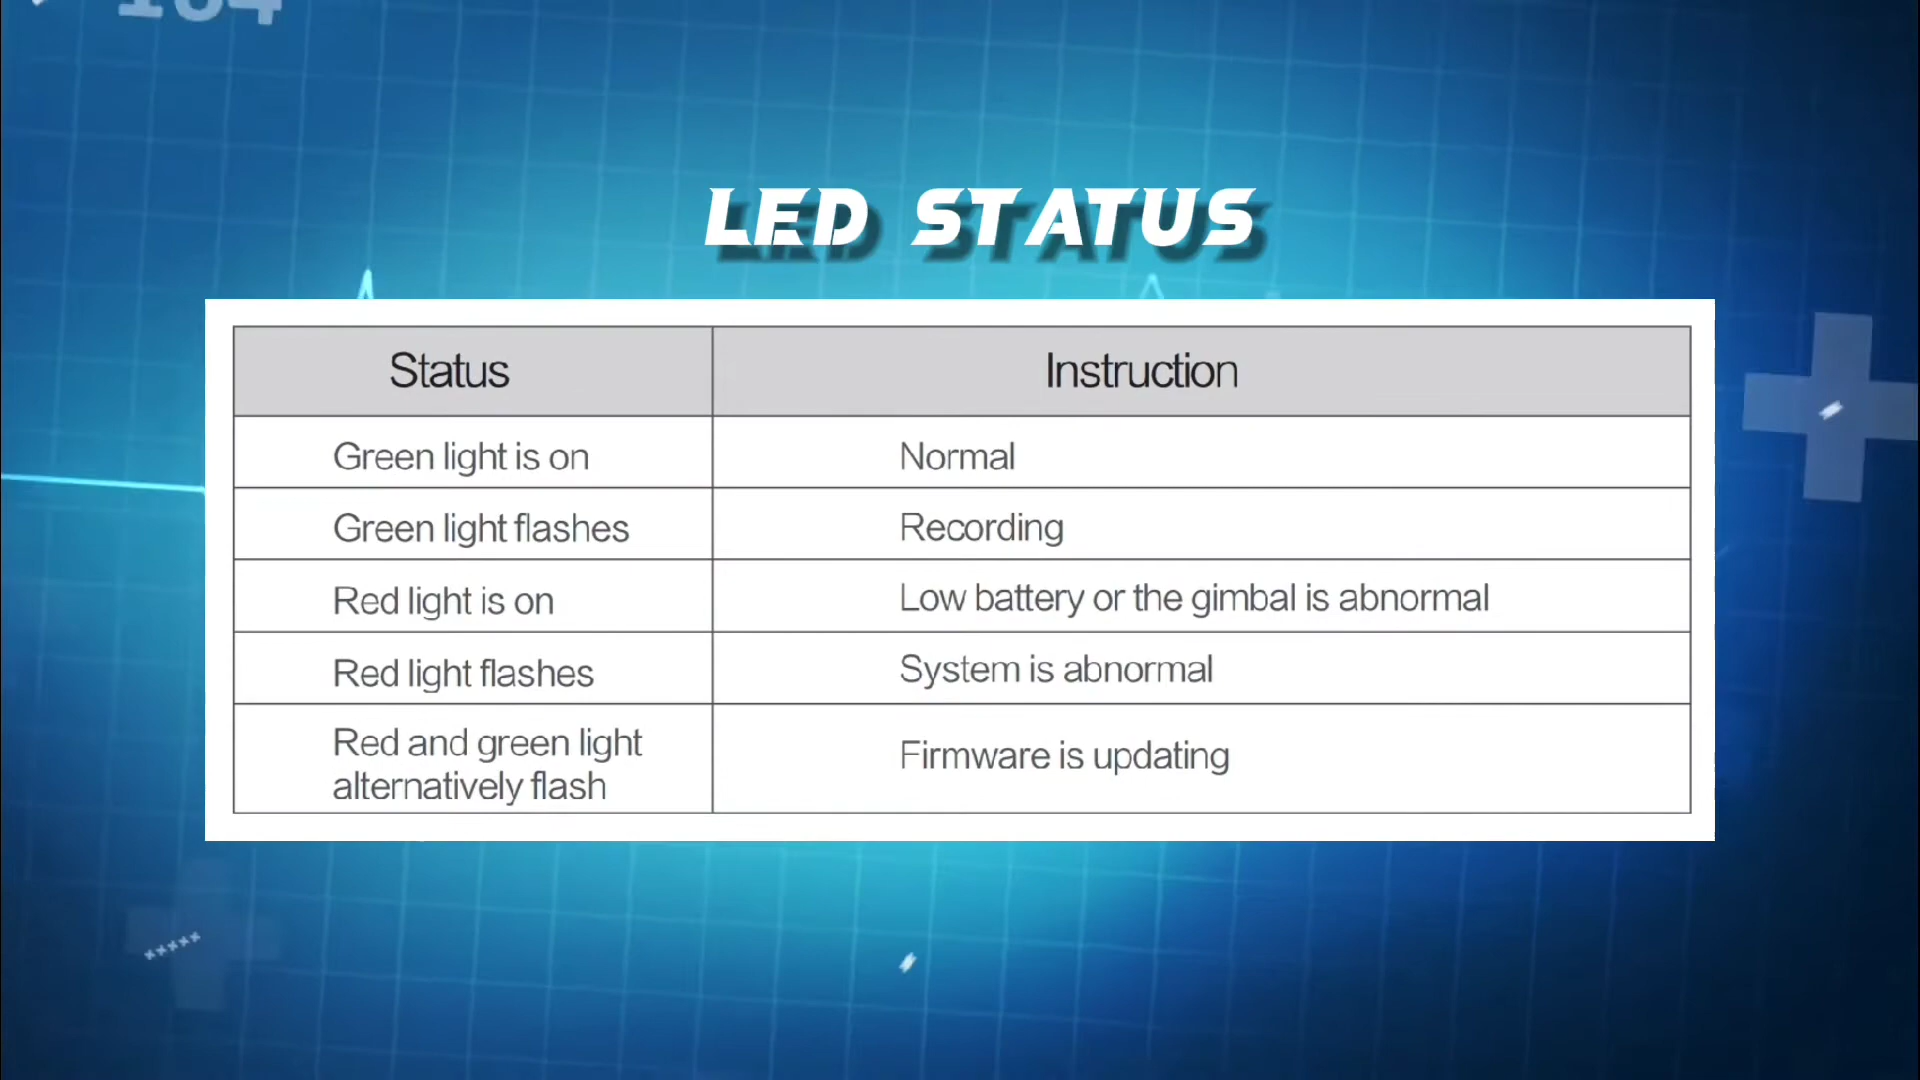 LED STATUS
Status Instruction
Green light is on Normal
Green light flashes Recording
Red light is on Low battery or the gimbal is abnormal
Red light flashes System is abnormal
Red and green light
alternatively flash Firmware is updating